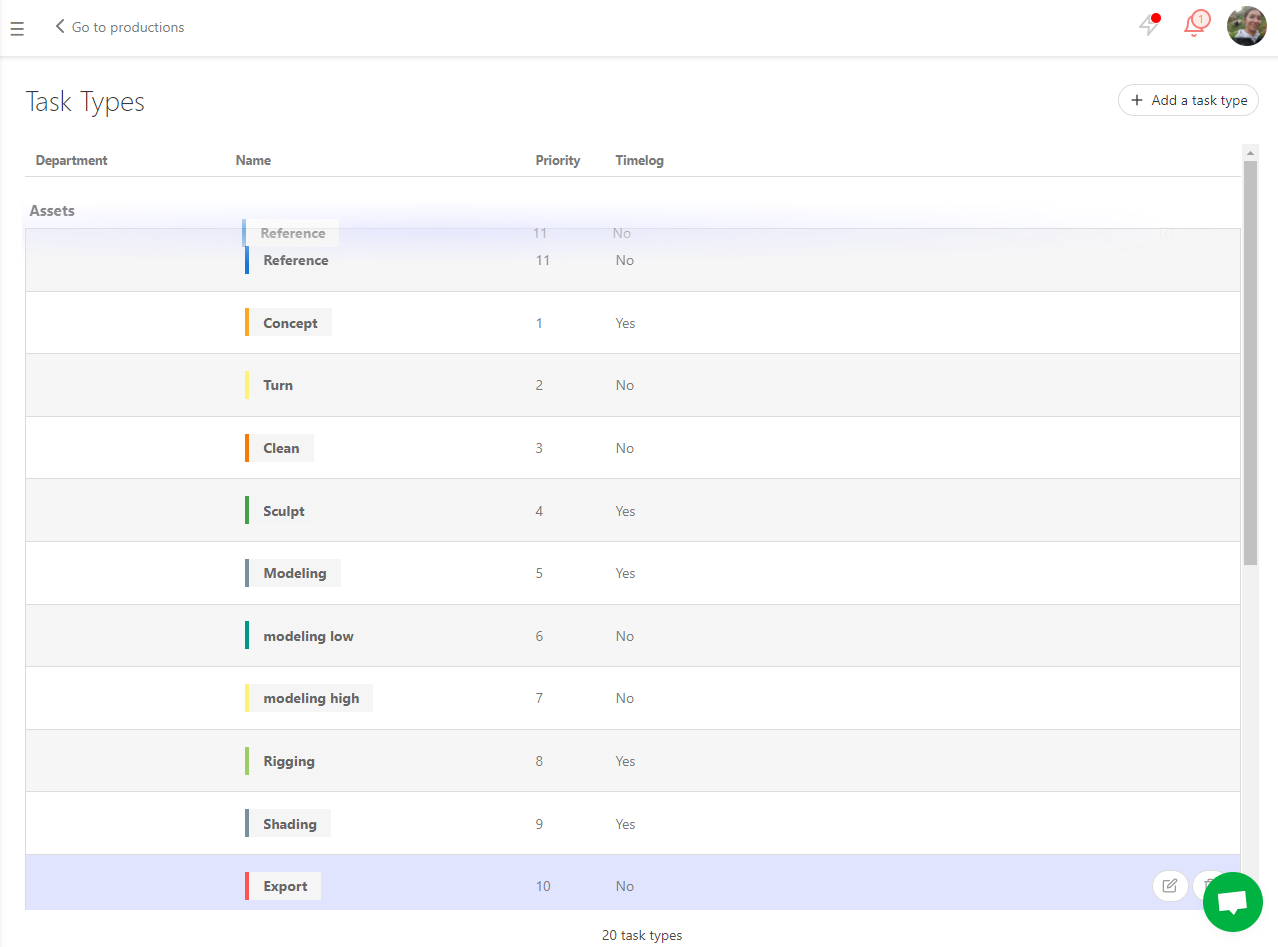 Go to productions
1
Task Types
Add a task type
Department Name Priority Timelog
Assets
Reference 11 No
Reference 11 No
Concept 1 Yes
Turn 2 No
Clean 3 No
Sculpt 4 Yes
Modeling 5 Yes
modeling low 6 No
modeling high 7 No
Rigging 8 Yes
Shading 9 Yes
Export 10 No
20 task types